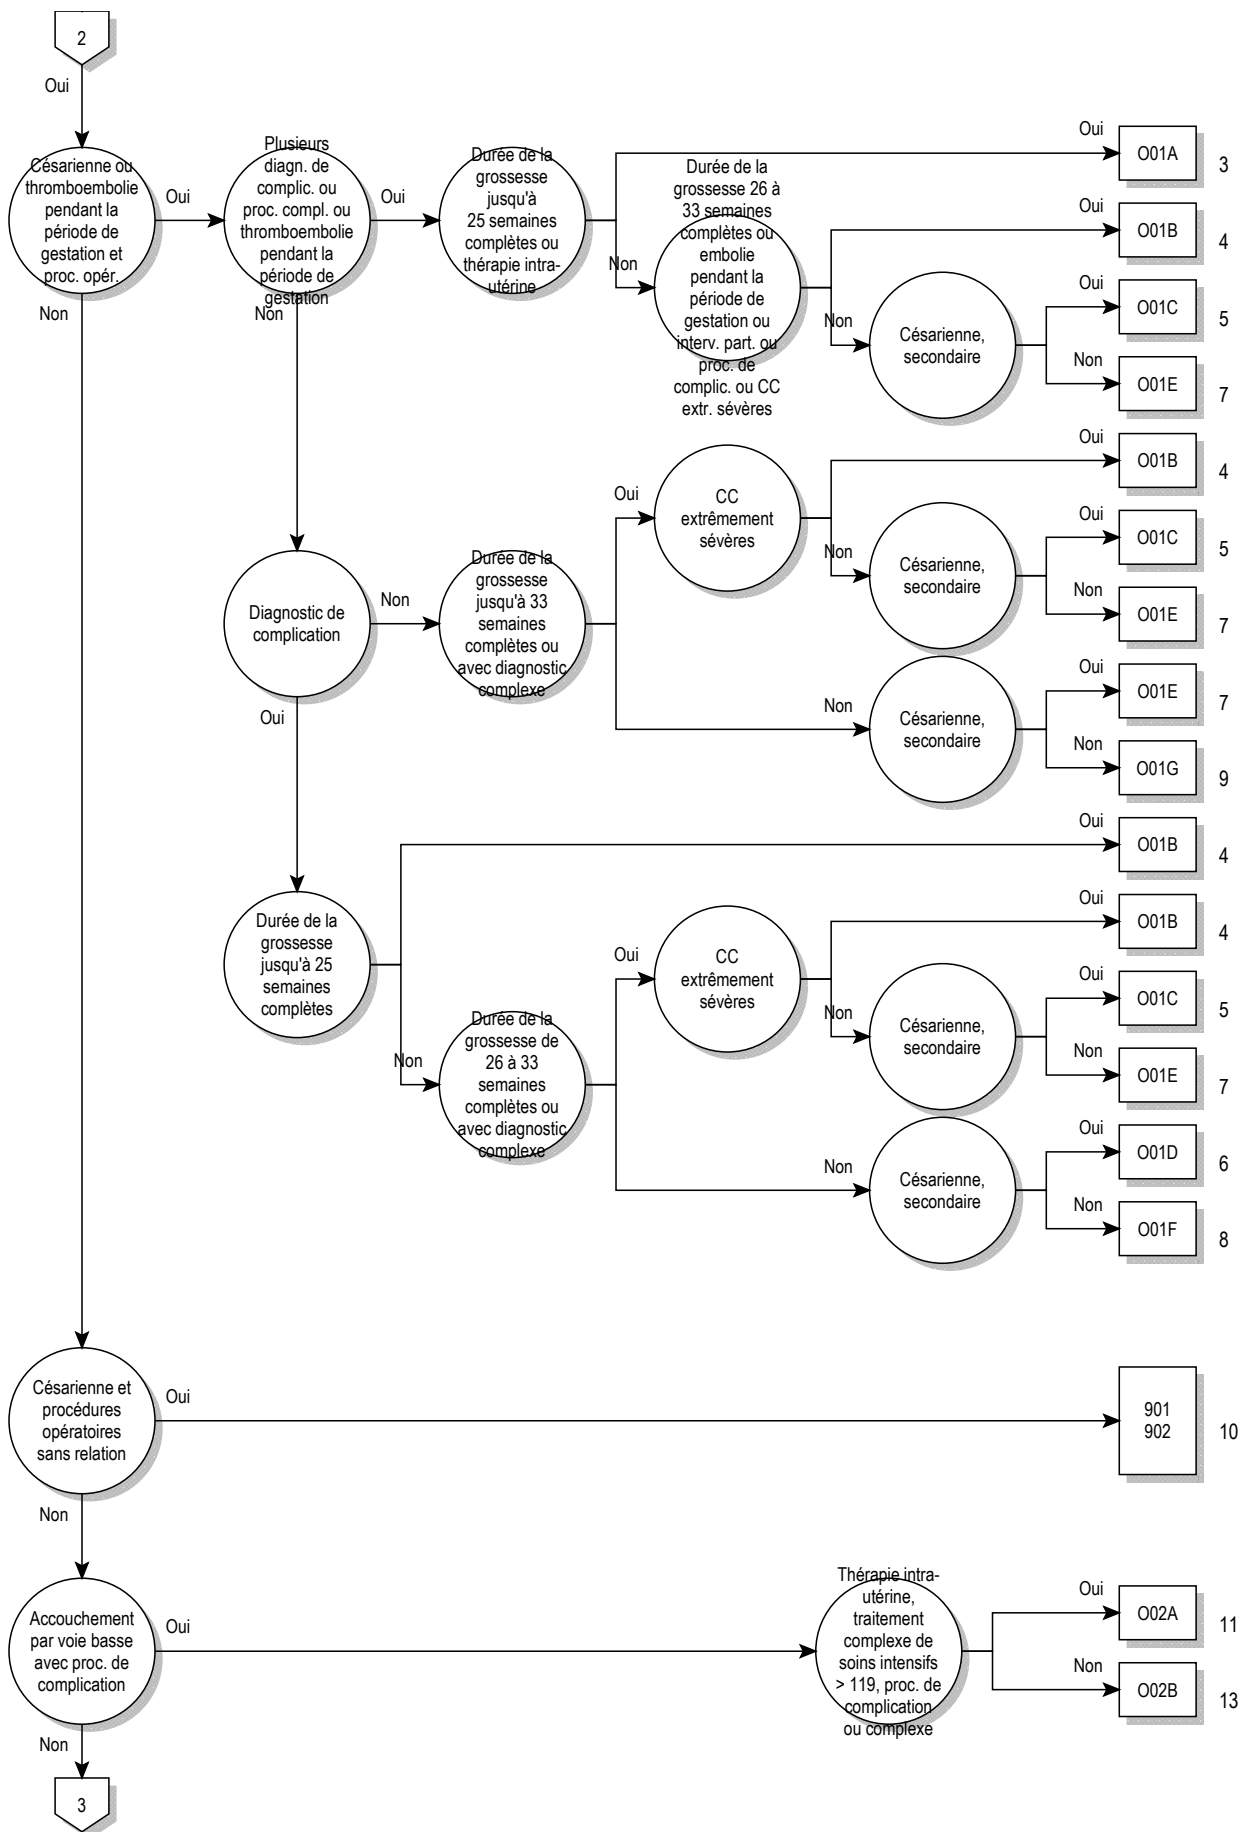 2
Oui
Césarienne ou
thromboembolie
pendant la
période de
gestation et
proc. opér.
Oui
Non
Plusieurs
diagn. de
complic. ou
proc. compl. ou
thromboembolie
pendant la
période de
gestation
Oui
Non
Durée de la
grossesse
jusqu'à
25 semaines
complètes ou
thérapie intra-
utérine
Oui
O01A
3
Non
Durée de la
grossesse 26 à
33 semaines
complètes ou
embolie
pendant la
période de
gestation ou
interv. part. ou
proc. de
complic. ou CC
extr. sévères
Oui
O01B
4
Non
Césarienne,
secondaire
Oui
O01C
5
Non
O01E
7
Diagnostic de
complication
Non
Oui
Durée de la
grossesse
jusqu'à 33
semaines
complètes ou
avec diagnostic
complexe
Oui
CC
extrêmement
sévères
Oui
O01B
4
Non
Césarienne,
secondaire
Oui
O01C
5
Non
O01E
7
Non
Césarienne,
secondaire
Oui
O01E
7
Non
O01G
9
Durée de la
grossesse
jusqu'à 25
semaines
complètes
Oui
O01B
4
Non
Durée de la
grossesse de
26 à 33
semaines
complètes ou
avec diagnostic
complexe
Oui
CC
extrêmement
sévères
Oui
O01B
4
Non
Césarienne,
secondaire
Oui
O01C
5
Non
O01E
7
Non
Césarienne,
secondaire
Oui
O01D
6
Non
O01F
8
Césarienne et
procédures
opératoires
sans relation
Oui
901
902
10
Non
Accouchement
par voie basse
avec proc. de
complication
Oui
Thérapie intra-
utérine,
traitement
complexe de
soins intensifs
> 119, proc. de
complication
ou complexe
Oui
O02A
11
Non
O02B
13
Non
3